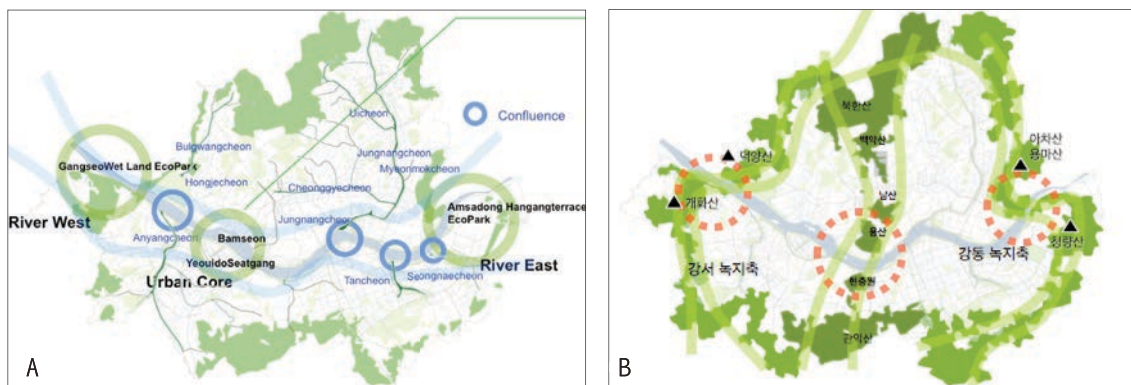 Uicheon
Confluence
Bulgwangcheon
Jungnangcheon
GangseoWet Land EcoPark
Myeonmokcheon
Hongjecheon
Cheonggyecheon
Amsadong Hangangterrace
EcoPark
River West
Jungnangcheon
Anyangcheon
Bamseon
YeouidoSeatgang
River East
Urban Core
Tancheon
Seongnaecheon
A
북한산
아차산
용마산
백악산
덕양산
남산
개화산
용산
청량산
강서 녹지축
강동 녹지축
현충원
관악산
B